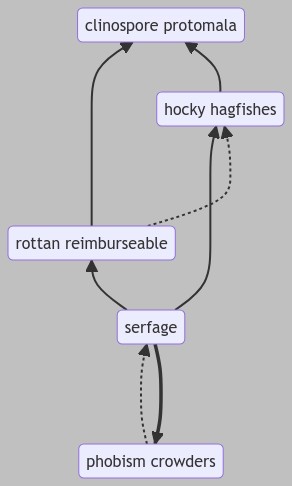 clinospore protomala
hocky hagfishes
rottan reimburseable
serfage
phobism crowders